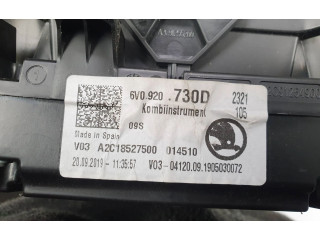 6V0.920 .730D 2321
Kombiinstrument 105
09S
Made in Spain
V03 A2C18527500 014510
20.09.2019 - 11:35:57 V03-04120.09.1905030072